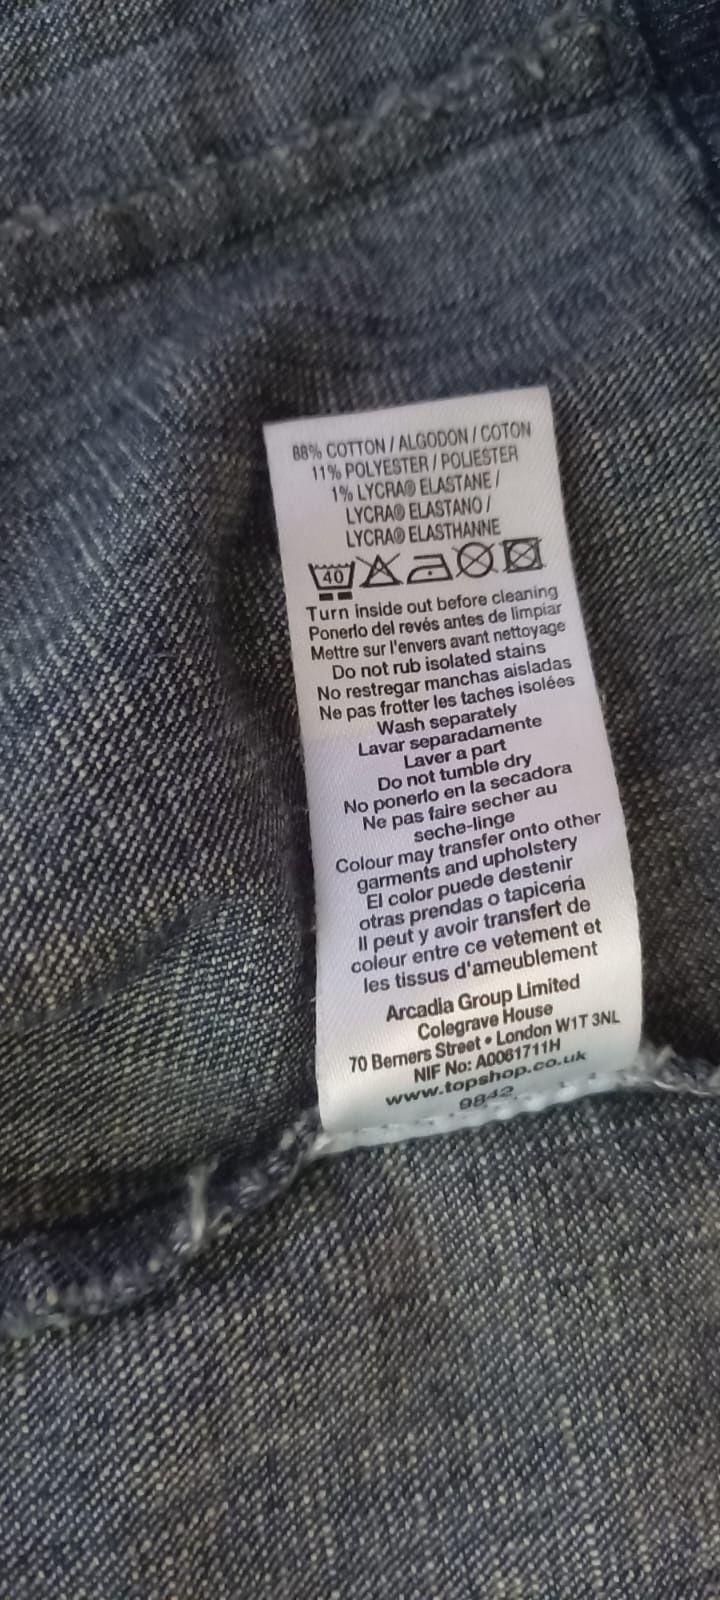 88% COTTON / ALGODON / COTON
11% POLYESTER / POLIESTER
1% LYCRA® ELASTANE /
LYCRA® ELASTANO /
LYCRA® ELASTHANNE
40
Turn inside out before cleaning
Ponerlo del revés antes de limpiar
Mettre sur l'envers avant nettoyage
Do not rub isolated stains
No restregar manchas aisladas
Ne pas frotter les taches isolées
Wash separately
Lavar separadamente
Laver a part
Do not tumble dry
No ponerlo en la secadora
Ne pas faire secher au
seche-linge
Colour may transfer onto other
garments and upholstery
El color puede destenir
otras prendas o tapiceria
Il peut y avoir transfert de
coleur entre ce vetement et
les tissus d'ameublement
Arcadia Group Limited
Colegrave House
70 Berners Street • London W1T 3NL
NIF No: A0061711H
www.topshop.co.uk
9842